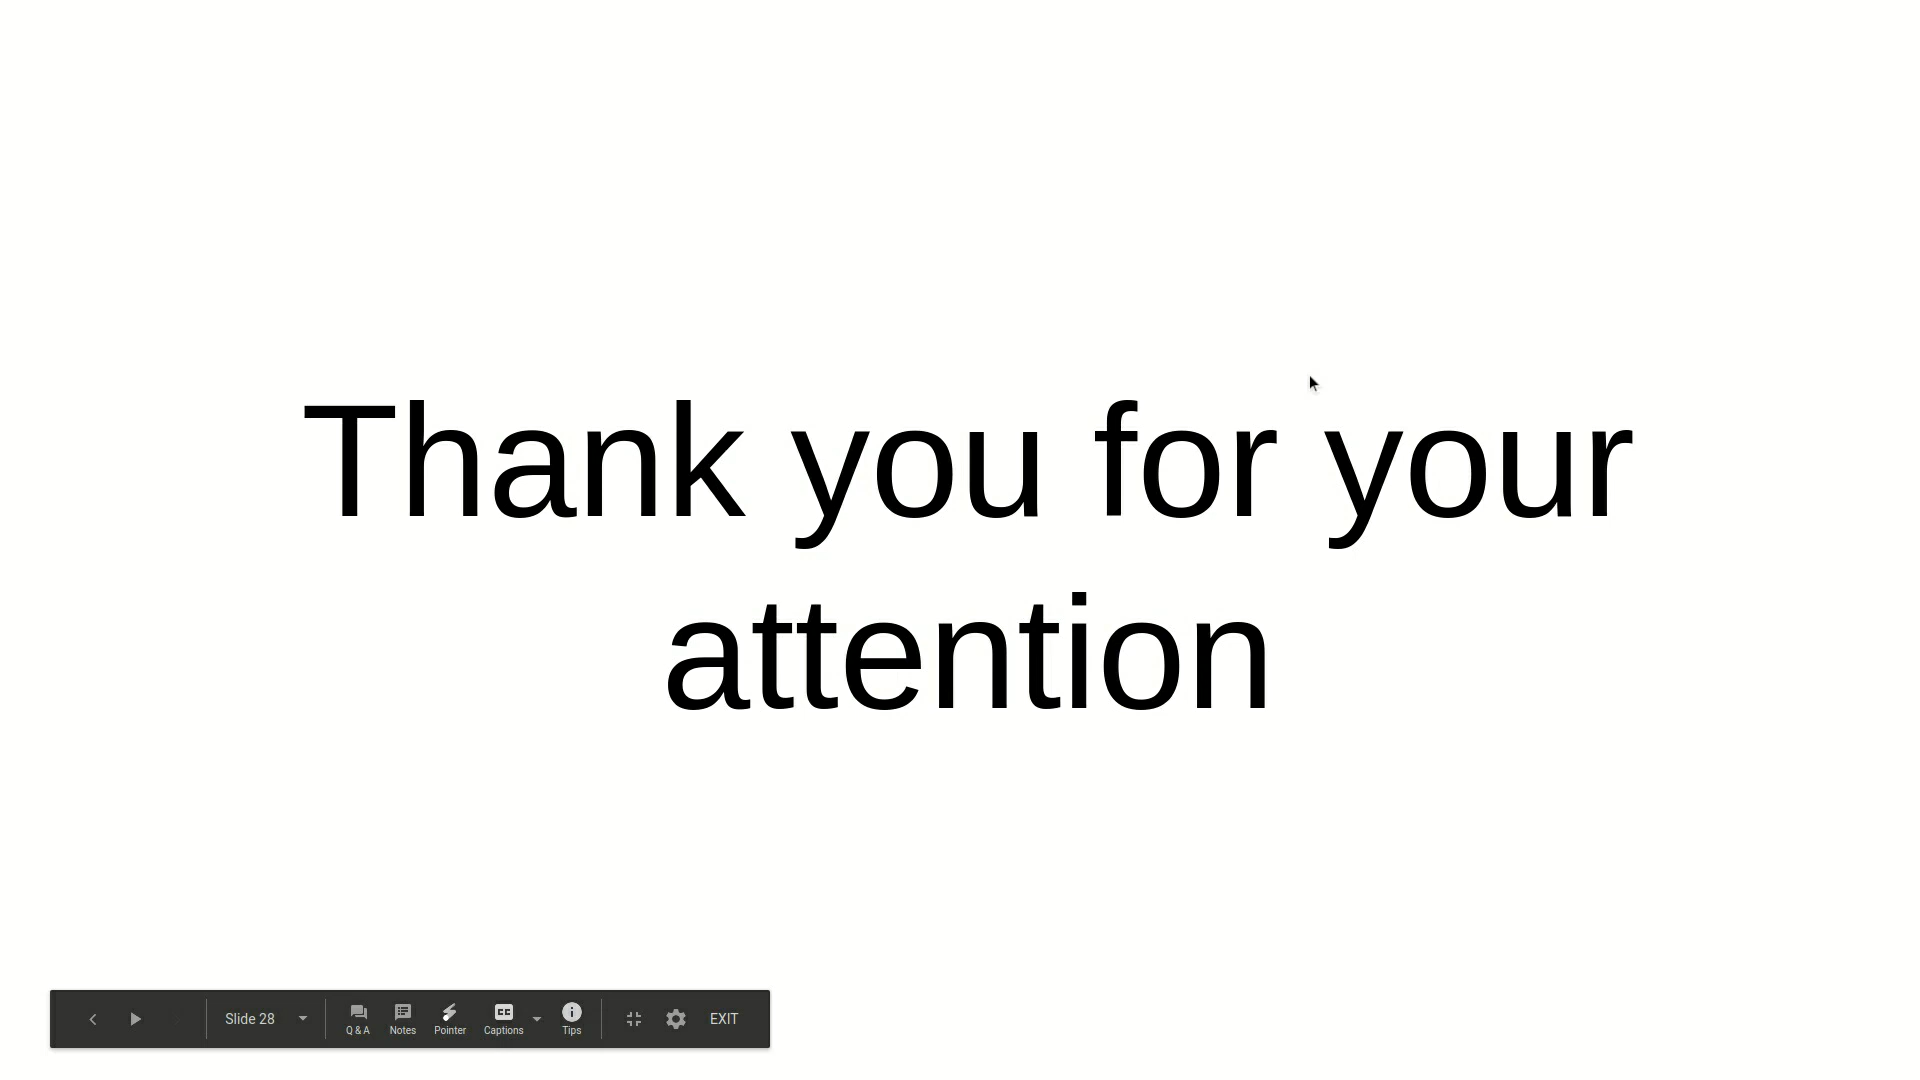 Thank you for your
attention
Slide 28
Q & A
Notes
Pointer
Captions
Tips
EXIT